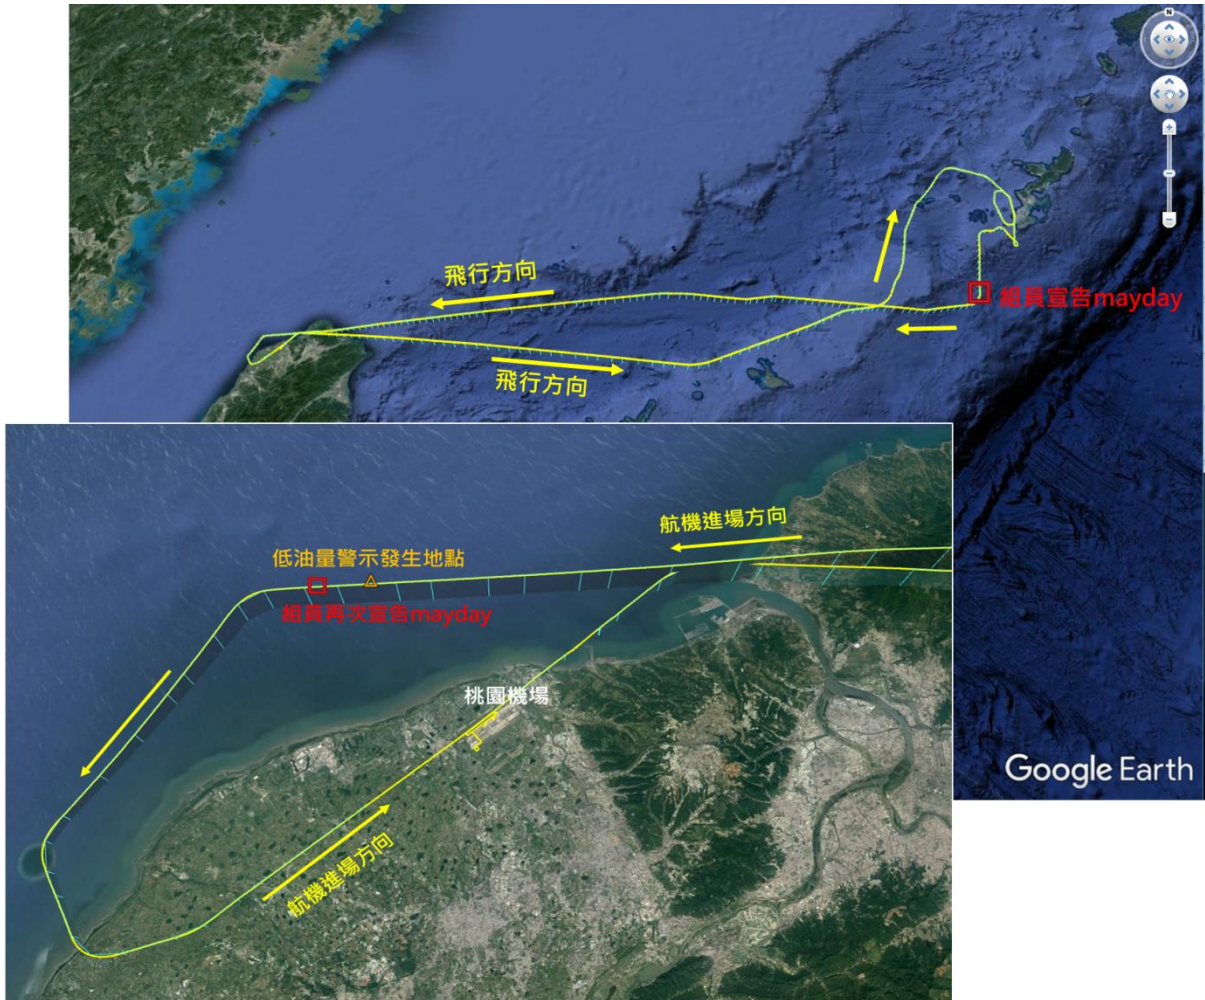 N
飛行方向
組員宣告mayday
飛行方向
航機進場方向
低油量警示發生地點
組員再次宣告mayday
桃園機場
航機進場方向
Google Earth